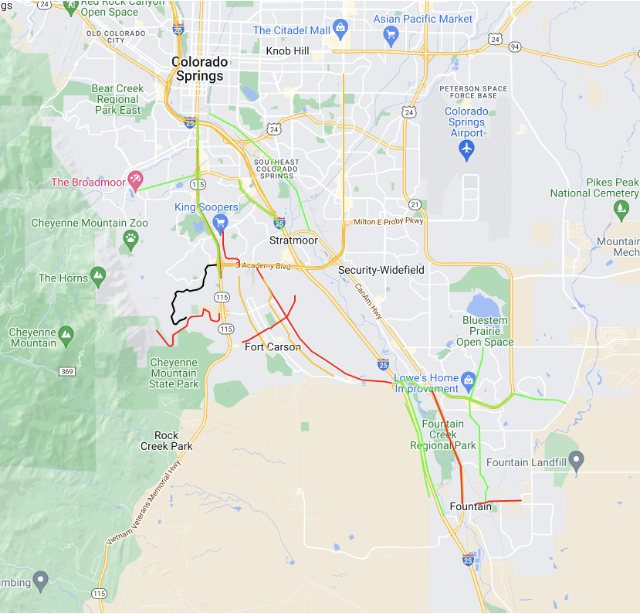 gs
Red Rock Canyon
Open Space
OLD COLORADO
CITY
25
The Citadel Mall
Asian Pacific Market
Knob Hill
24
94
Colorado
Springs
Bear Creek
Regional
Park East
25
24
24
PETERSON SPACE
FORCE BASE
Colorado
Springs
Airport
SOUTHEAST
COLORADO
SPRINGS
The Broadmoor
115
Pikes Peak
National Cemetery
King Soopers
21
25
Milton E Proby Pkwy
Cheyenne Mountain Zoo
Stratmoor
Mountain
Mech
The Horns
S Academy Blvd
Security-Widefield
115
CanAm Hwy
Bluestem
Prairie
Open Space
Cheyenne
Mountain
115
Fort Carson
369
Cheyenne
Mountain
State Park
25
Lowe's Home
Improvement
Rock
Creek Park
Fountain
Creek
Regional Park
Fountain Landfill
Vietnam Veterans Memorial Hwy
Fountain
25
mbing
115